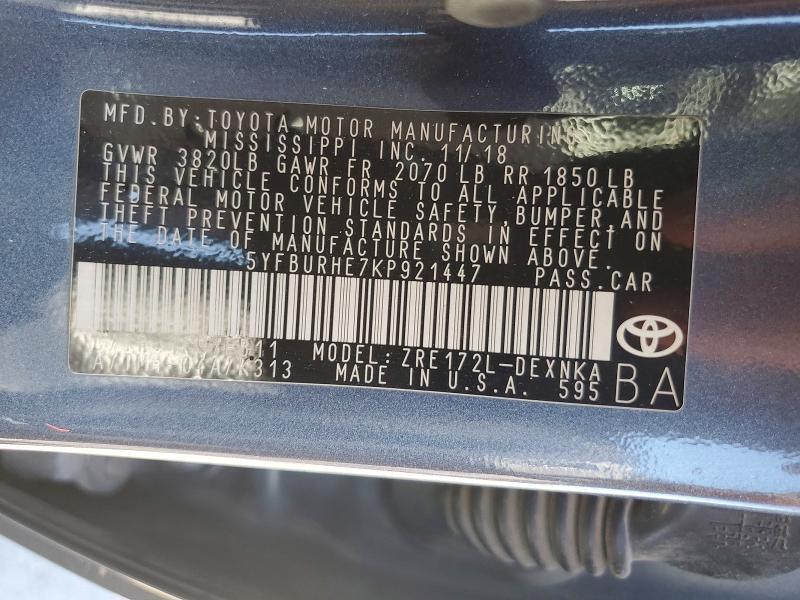 MFD. BY: TOYOTA MOTOR MANUFACTURING
MISSISSIPPI INC. 11/18
GVWR 3820LB GAWR FR 2070 LB RR 1850 LB
THIS VEHICLE CONFORMS TO ALL APPLICABLE
FEDERAL MOTOR VEHICLE SAFETY, BUMPER, AND
THEFT PREVENTION STANDARDS IN EFFECT ON
THE DATE OF MANUFACTURE SHOWN ABOVE.
5YFBURHE7KP921447 PASS.CAR
MODEL: ZRE172L-DEXNKA
MADE IN U.S.A. 595 BA